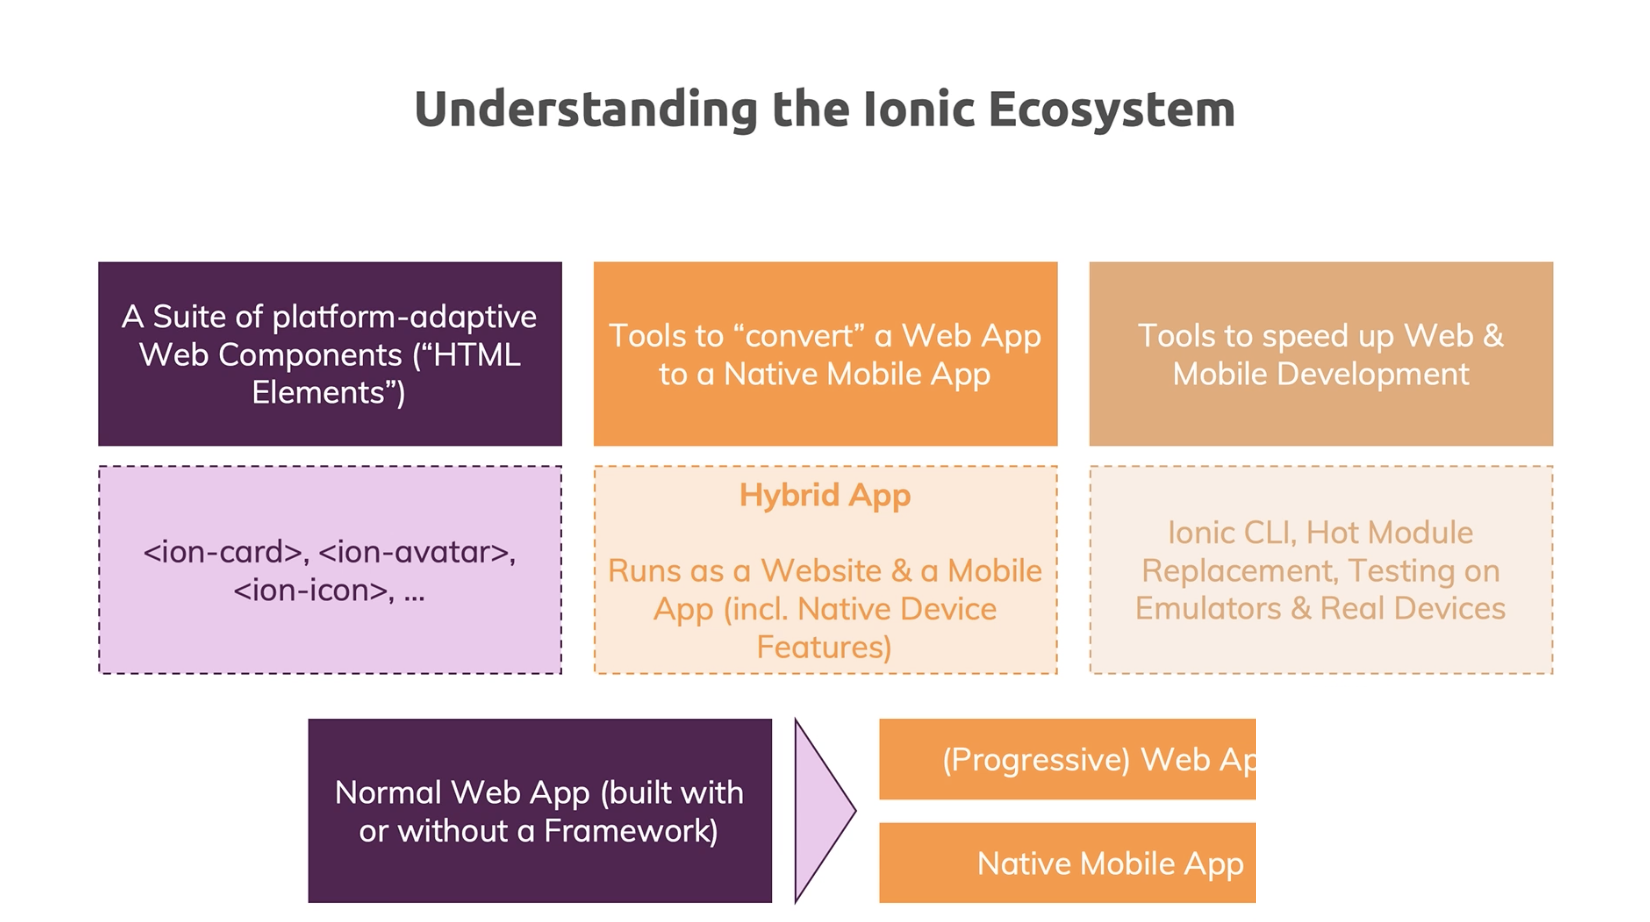 Understanding the Ionic Ecosystem
A Suite of platform-adaptive
Web Components (“HTML
Elements”)
Tools to “convert” a Web App
to a Native Mobile App
Tools to speed up Web &
Mobile Development
<ion-card>, <ion-avatar>,
<ion-icon>, ...
Hybrid App
Runs as a Website & a Mobile
App (incl. Native Device
Features)
Ionic CLI, Hot Module
Replacement, Testing on
Emulators & Real Devices
Normal Web App (built with
or without a Framework)
(Progressive) Web Ap
Native Mobile App